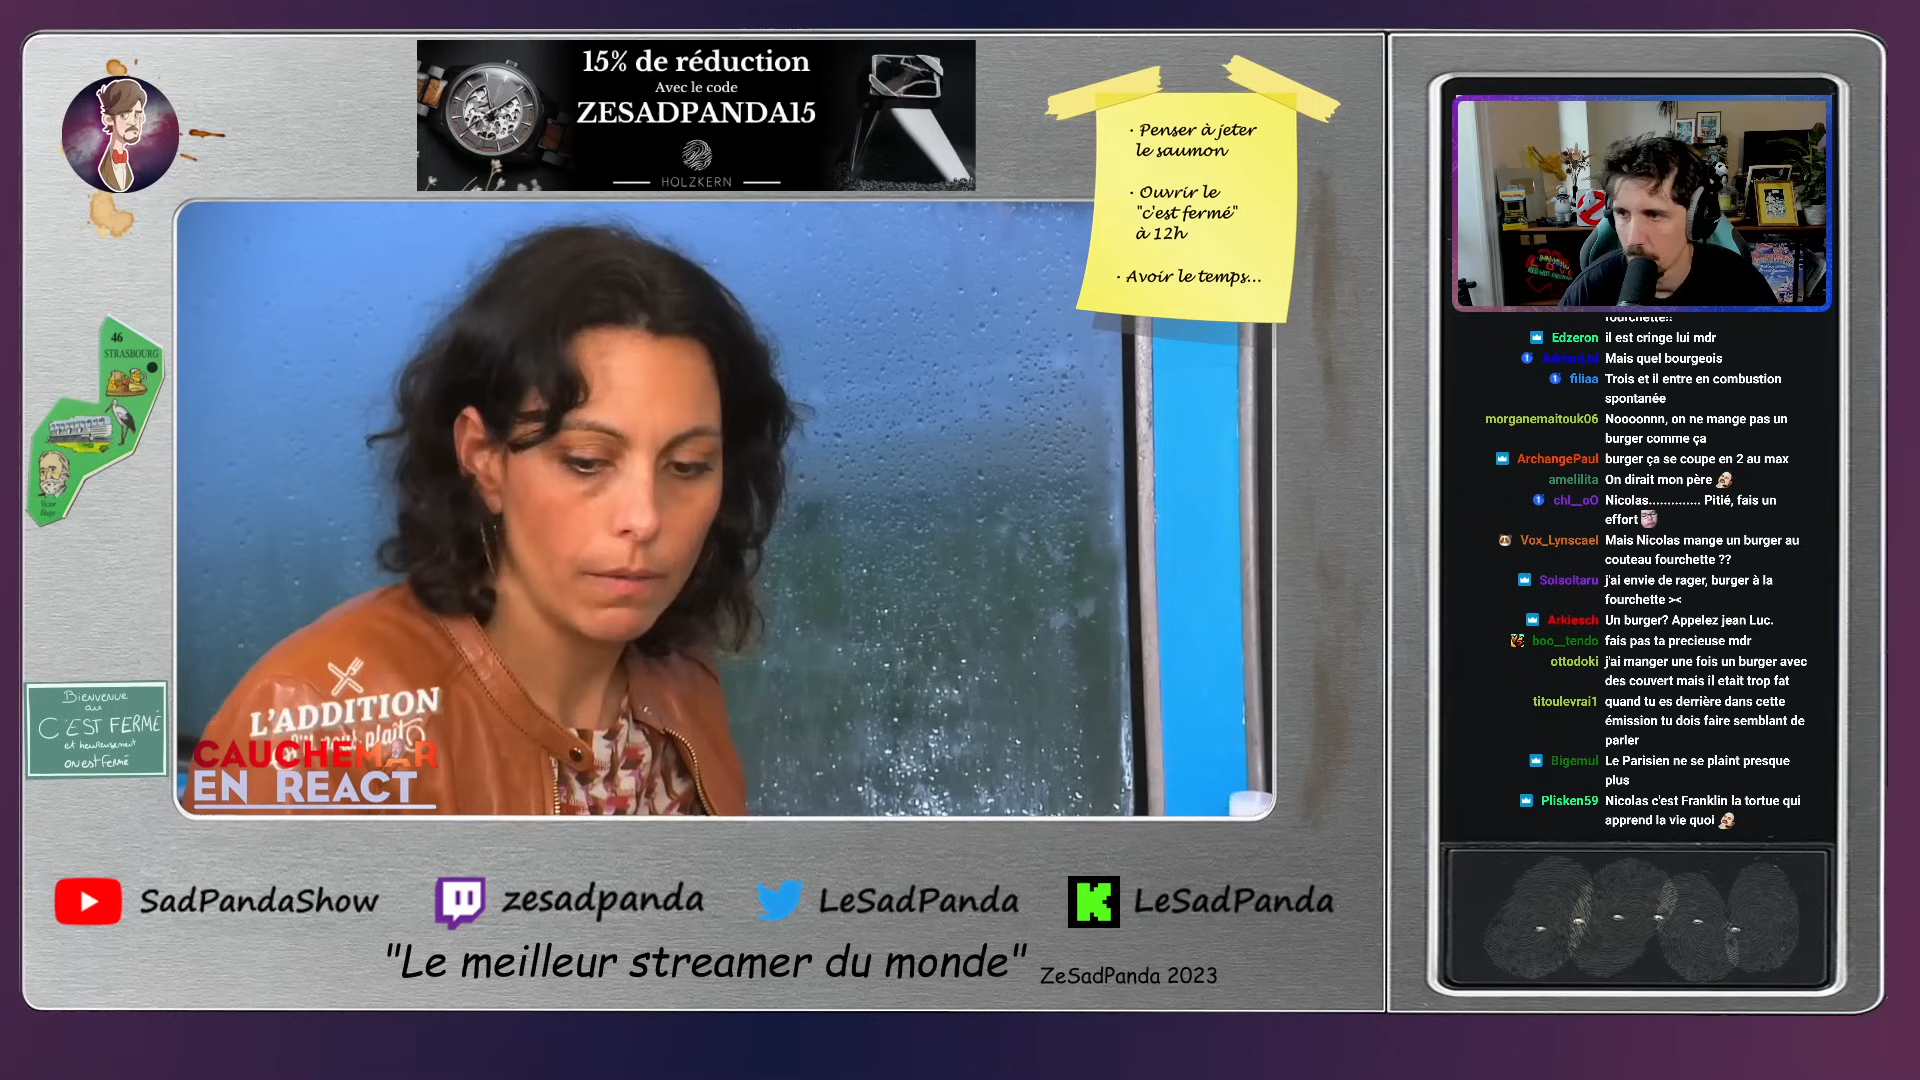 15% de réduction
Avec le code
ZESADPANDA15
HOLZKERN
· Penser à jeter
le saumon
· Ouvrir le
"c'est fermé"
à 12h
· Avoir le temps...
46
STRASBOURG
Victor
Hugo
BIENVENUE
au
C'EST FERMÉ
et heureusement
on est fermé
L'ADDITION
s'il vous plaît
CAUCHEMAR
EN REACT
fourchette!!
Edzeron il est cringe lui mdr
AdrianLtd Mais quel bourgeois
filiaa Trois et il entre en combustion
spontanée
morganemaitouk06 Noooonnn, on ne mange pas un
burger comme ça
ArchangePaul burger ça se coupe en 2 au max
amelilita On dirait mon père
chl__oO Nicolas.............. Pitié, fais un
effort
Vox_Lynscael Mais Nicolas mange un burger au
couteau fourchette ??
Solsoltaru j'ai envie de rager, burger à la
fourchette ><
Arkiesch Un burger? Appelez jean Luc.
boo__tendo fais pas ta precieuse mdr
ottodoki j'ai manger une fois un burger avec
des couvert mais il etait trop fat
titoulevrai1 quand tu es derrière dans cette
émission tu dois faire semblant de
parler
Bigemul Le Parisien ne se plaint presque
plus
Plisken59 Nicolas c'est Franklin la tortue qui
apprend la vie quoi
SadPandaShow
zesadpanda
LeSadPanda
LeSadPanda
"Le meilleur streamer du monde"
ZeSadPanda 2023